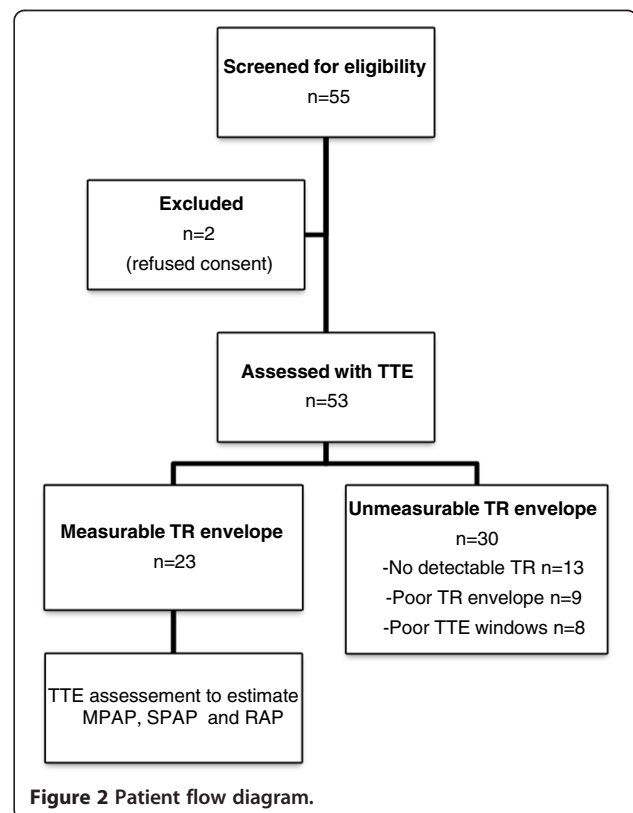 Screened for eligibility
n=55
Excluded
n=2
(refused consent)
Assessed with TTE
n=53
Measurable TR envelope
n=23
Unmeasurable TR envelope
n=30
-No detectable TR n=13
-Poor TR envelope n=9
-Poor TTE windows n=8
TTE assessement to estimate
MPAP, SPAP and RAP
Figure 2 Patient flow diagram.